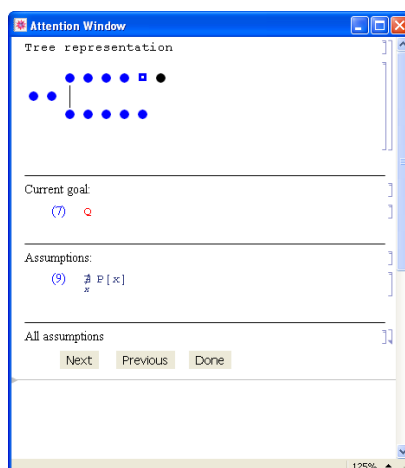 Attention Window
Tree representation
Current goal:
(7) Q
Assumptions:
(9) ∄ P[x]
x
All assumptions
Next Previous Done
125%